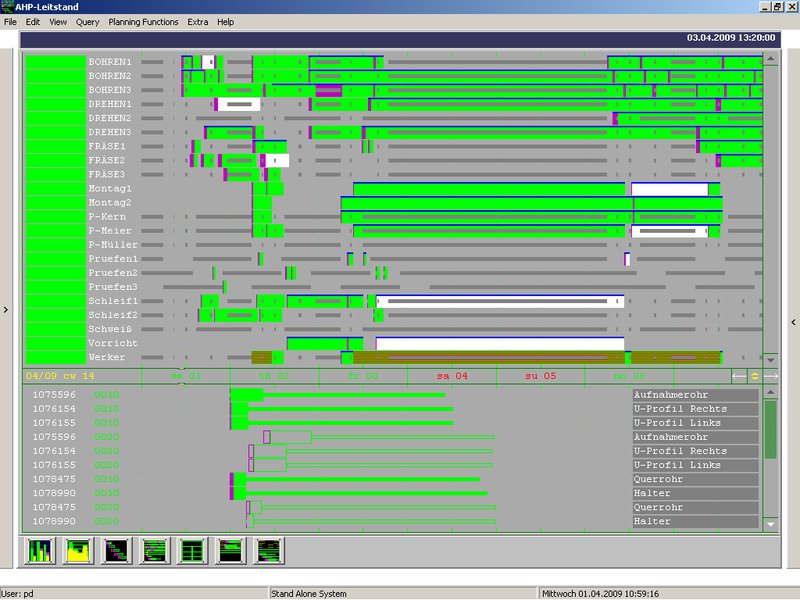 AHP-Leitstand
File Edit View Query Planning Functions Extra Help
03.04.2009 13:20:00
BOHREN1
BOHREN2
BOHREN3
DREHEN1
DREHEN2
DREHEN3
FRÄSE1
FRÄSE2
FRÄSE3
Montag1
Montag2
P-Kern
P-Meier
P-Müller
Pruefen1
Pruefen2
Pruefen3
Schleif1
Schleif2
Schweiß
Vorricht
Werker
04/09 cw 14 we 01 th 02 fr 03 sa 04 su 05 mo 06
1075596 0010 Aufnahmerohr
1076154 0010 U-Profil Rechts
1076155 0010 U-Profil Links
1075596 0020 Aufnahmerohr
1076154 0020 U-Profil Rechts
1076155 0020 U-Profil Links
1078475 0010 Querrohr
1078990 0010 Halter
1078475 0020 Querrohr
1078990 0020 Halter
User: pd Stand Alone System Mittwoch 01.04.2009 10:59:16